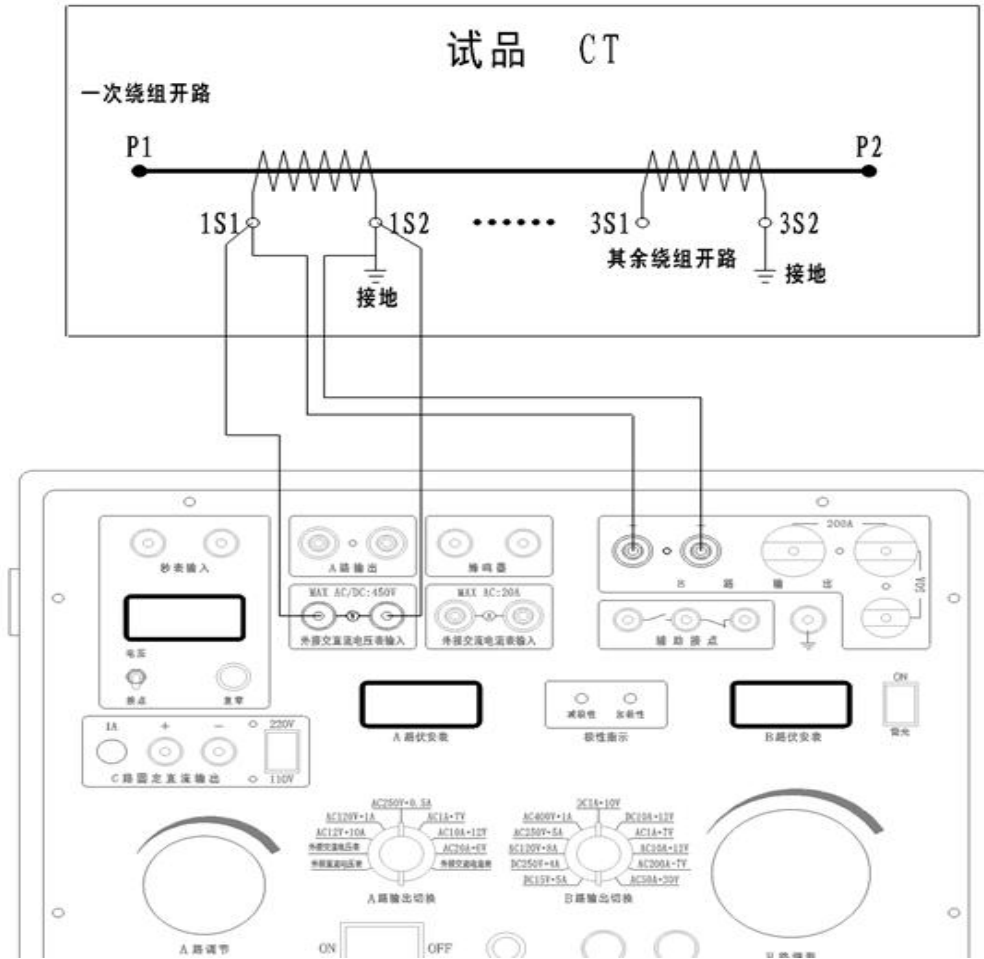 试品 CT
一次绕组开路
P1
P2
1S1
1S2
3S1
3S2
其余绕组开路
接地
接地
200A
秒表输入
A路输出
蜂鸣器
B 路 输 出
MAX AC/DC:450V
MAX AC:20A
外接交直流电压表输入
外接交直流电流表输入
辅助接点
电压
接点
复零
ON
A路伏安表
减极性
加极性
极性指示
B路伏安表
1A
+
-
220V
110V
C路固定直流输出
AC250V·0.5A
AC120V·1A
AC1A·7V
AC12V·10A
AC10A·12V
外接交流电压表
AC20A·6V
外接直流电压表
外接交流电流表
A路输出切换
DC1A·10V
AC400V·1A
DC10A·12V
AC250V·5A
AC1A·7V
AC120V·8A
AC10A·12V
DC250V·4A
AC200A·7V
DC15V·5A
AC50A·30V
B路输出切换
A路调节
ON
OFF